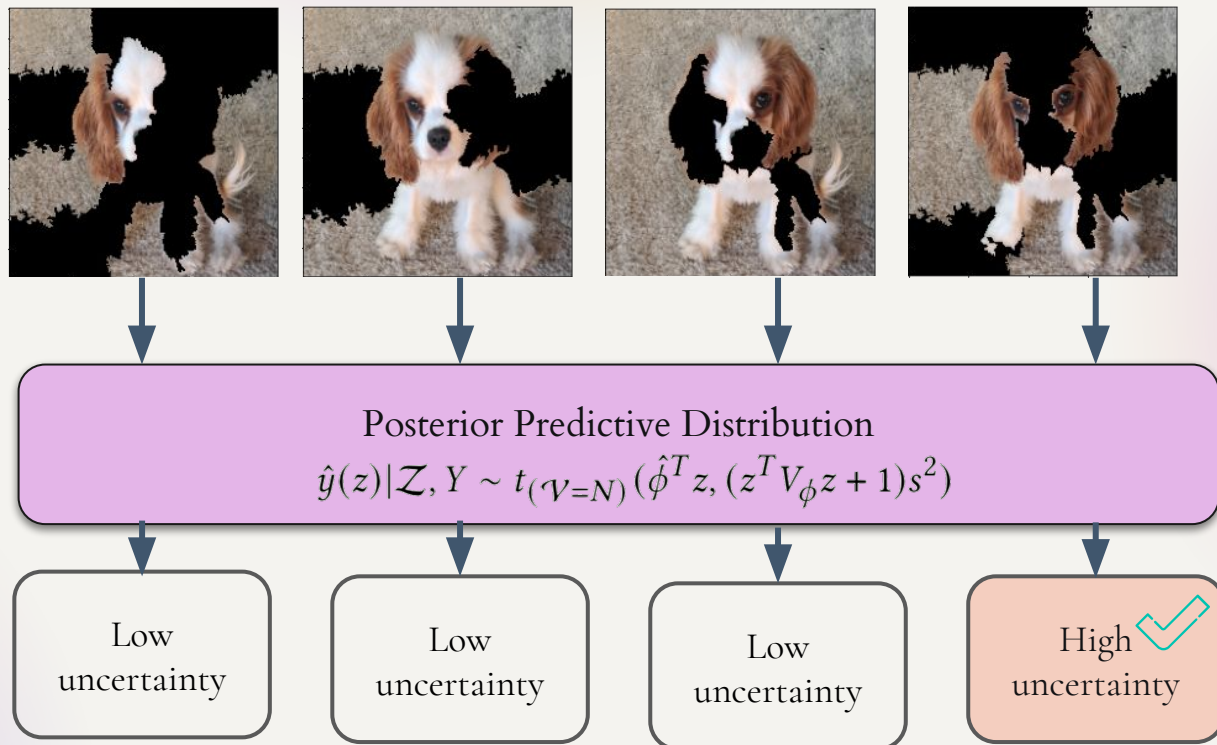 Posterior Predictive Distribution
ŷ(z)|𝒵, Y ∼ t_(𝒱=N)(ϕ̂^T z, (z^T V_ϕ z + 1)s²)
Low
uncertainty
Low
uncertainty
Low
uncertainty
High
uncertainty